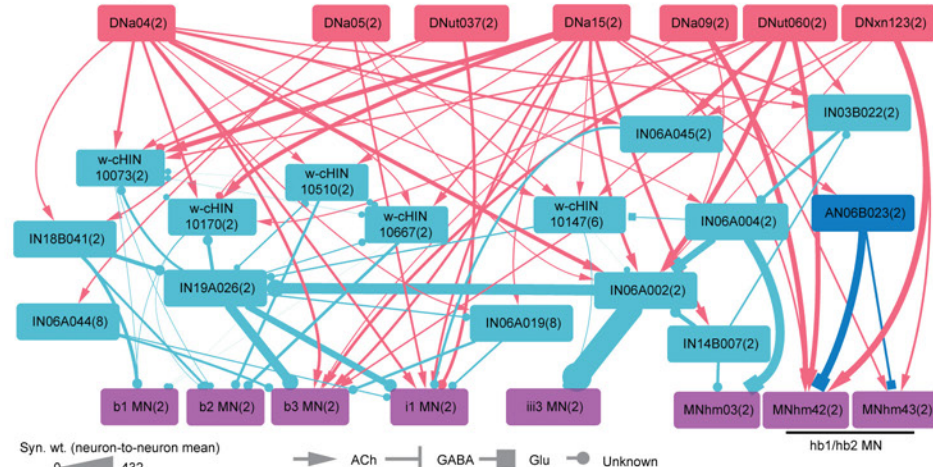 DNa04(2) DNa05(2) DNut037(2) DNa15(2) DNa09(2) DNut060(2) DNxn123(2)
IN03B022(2)
IN06A045(2)
w-cHIN
10073(2)
w-cHIN
10510(2)
w-cHIN
10170(2)
w-cHIN
10667(2)
w-cHIN
10147(6)
IN06A004(2)
AN06B023(2)
IN18B041(2)
IN19A026(2)
IN06A002(2)
IN06A044(8)
IN06A019(8)
IN14B007(2)
b1 MN(2) b2 MN(2) b3 MN(2) i1 MN(2) iii3 MN(2) MNhm03(2) MNhm42(2) MNhm43(2)
hb1/hb2 MN
Syn. wt. (neuron-to-neuron mean)
0 432
ACh GABA Glu Unknown